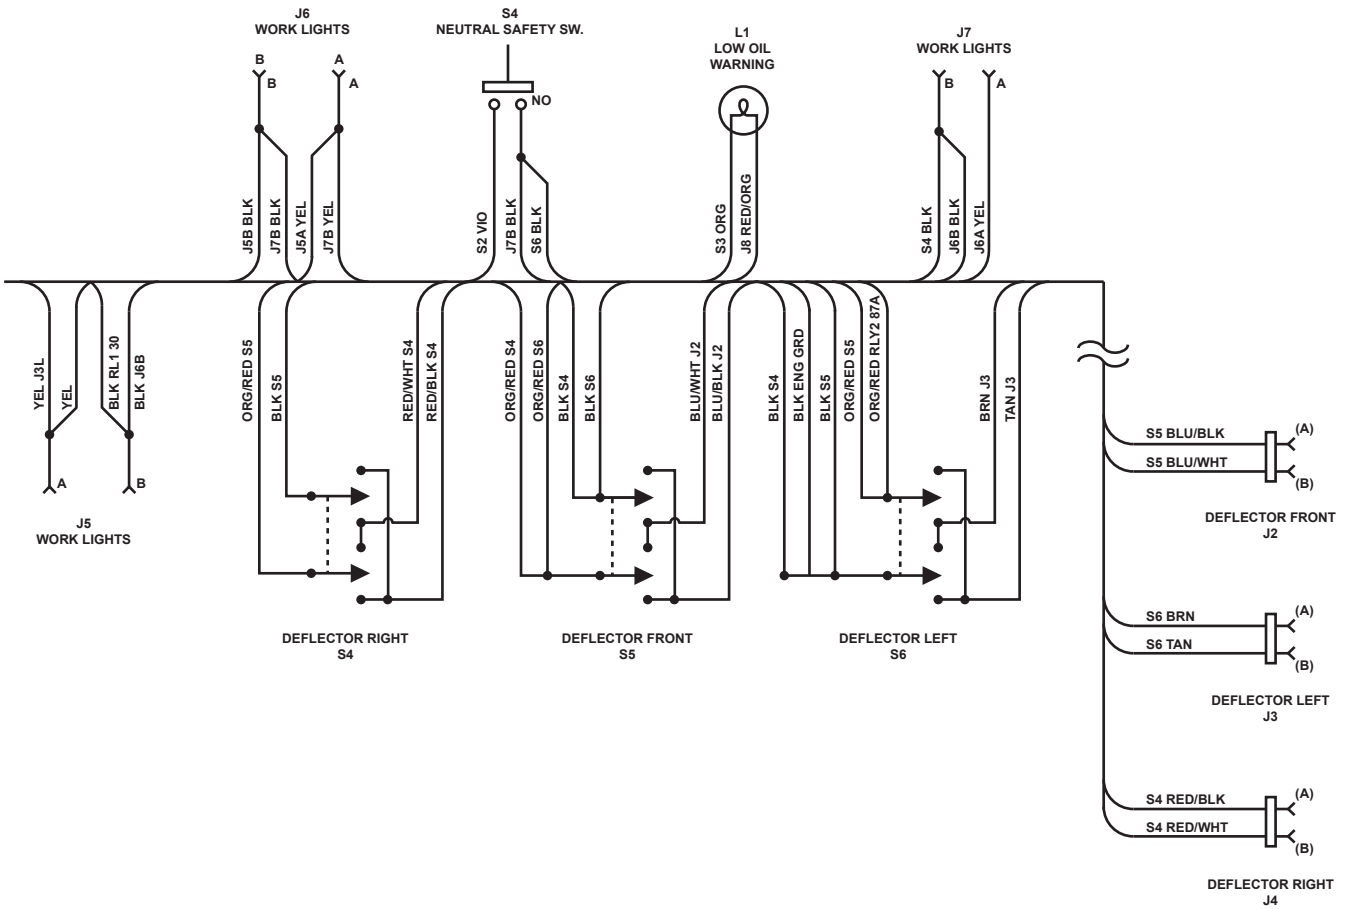 J6
WORK LIGHTS
B
A
B
A
J5B BLK
J7B BLK
J5A YEL
J7B YEL
S4
NEUTRAL SAFETY SW.
NO
S2 VIO
J7B BLK
S6 BLK
L1
LOW OIL
WARNING
S3 ORG
J8 RED/ORG
J7
WORK LIGHTS
B
A
S4 BLK
J6B BLK
J6A YEL
YEL J3L
YEL
BLK RL1 30
BLK J6B
A
B
J5
WORK LIGHTS
ORG/RED S5
BLK S5
RED/WHT S4
RED/BLK S4
DEFLECTOR RIGHT
S4
ORG/RED S4
ORG/RED S6
BLK S4
BLK S6
BLU/WHT J2
BLU/BLK J2
DEFLECTOR FRONT
S5
BLK S4
BLK ENG GRD
BLK S5
ORG/RED S5
ORG/RED RLY2 87A
BRN J3
TAN J3
DEFLECTOR LEFT
S6
S5 BLU/BLK
(A)
S5 BLU/WHT
(B)
DEFLECTOR FRONT
J2
S6 BRN
(A)
S6 TAN
(B)
DEFLECTOR LEFT
J3
S4 RED/BLK
(A)
S4 RED/WHT
(B)
DEFLECTOR RIGHT
J4